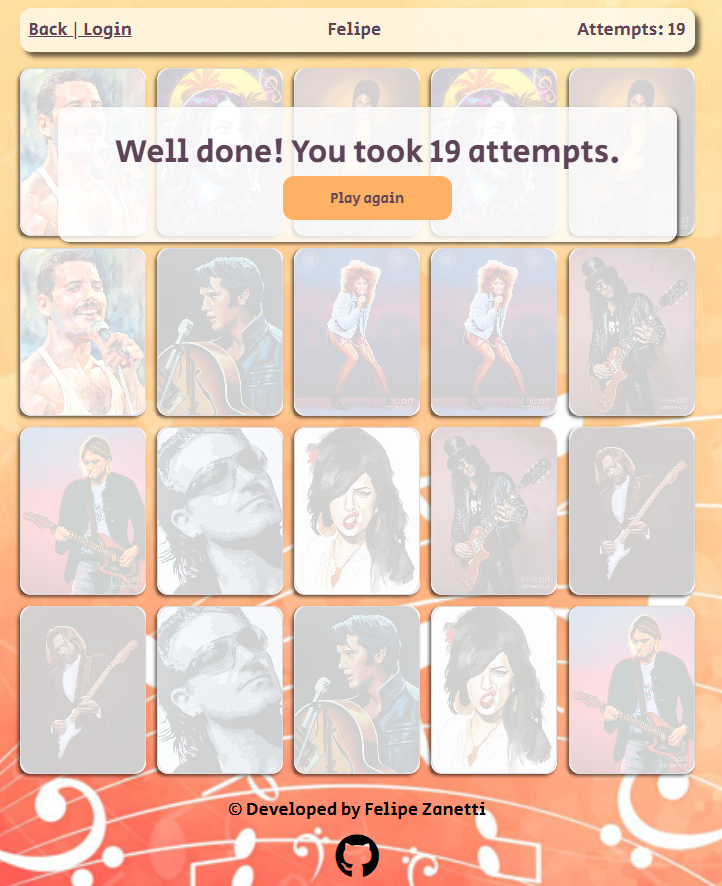 Back | Login
Felipe
Attempts: 19
Well done! You took 19 attempts.
Play again
© Developed by Felipe Zanetti